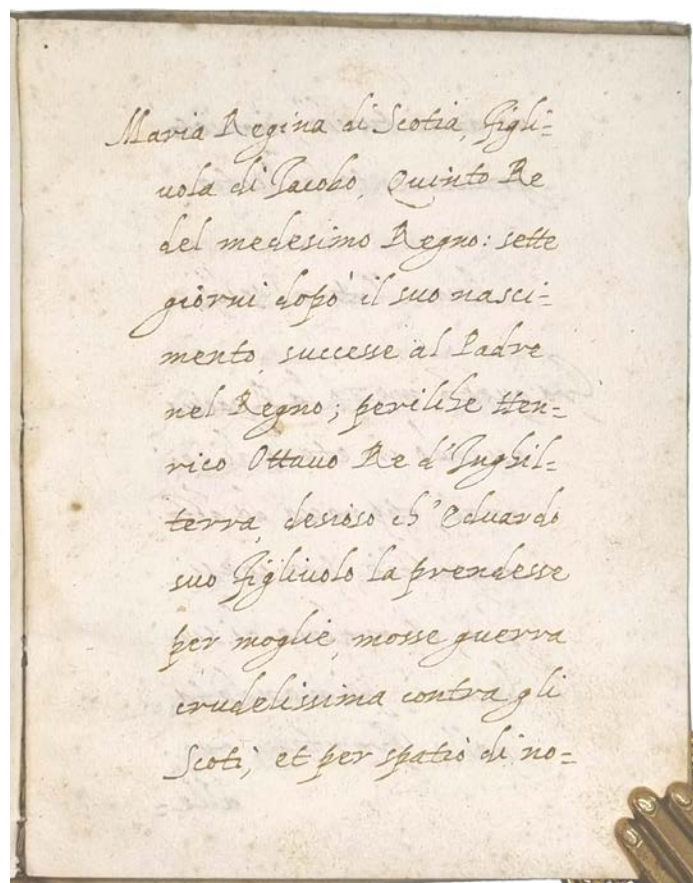 Maria Regina di Scotia, figli=
vola di Jacobo, Quinto Re
del medesimo Regno: sette
giorni dopò il suo nasci=
mento, successe al Padre
nel Regno; perilche Hen=
rico Ottauo Re d'Inghil=
terra, desioso ch'Eduardo
suo figliuolo la prendesse
per moglie, mosse guerra
crudelissima contra gli
Scoti; et per spatio di no=